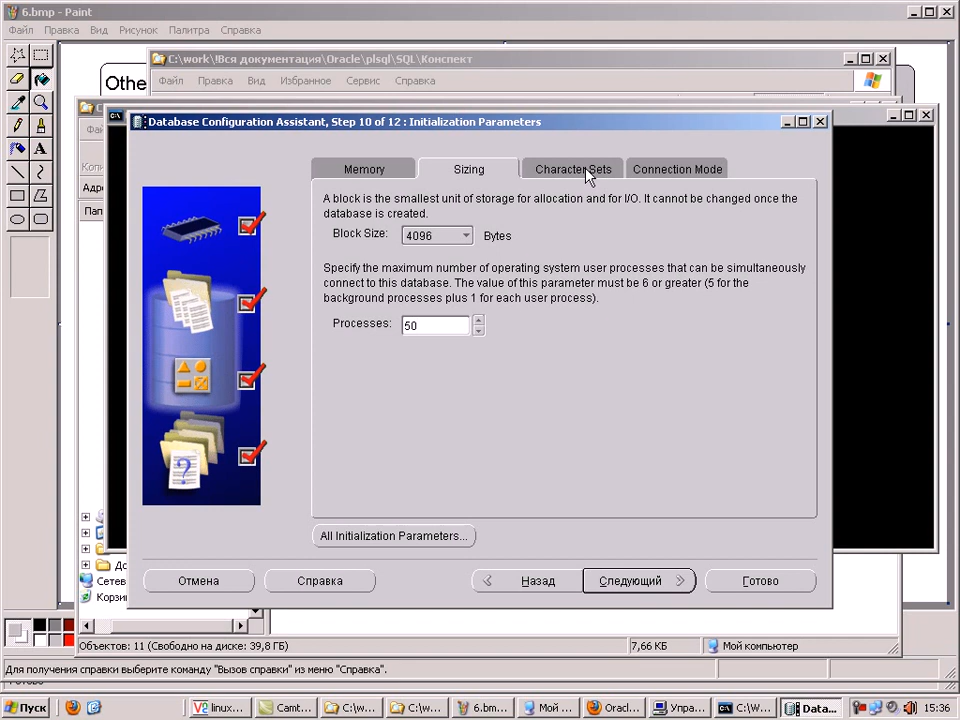 6.bmp - Paint
Файл Правка Вид Рисунок Палитра Справка
C:\work\!Вся документация\Oracle\plsql\SQL\Конспект
Файл Правка Вид Избранное Сервис Справка
Othe
Database Configuration Assistant, Step 10 of 12 : Initialization Parameters
Memory Sizing Character Sets Connection Mode
A block is the smallest unit of storage for allocation and for I/O. It cannot be changed once the
database is created.
Block Size: 4096 Bytes
Specify the maximum number of operating system user processes that can be simultaneously
connect to this database. The value of this parameter must be 6 or greater (5 for the
background processes plus 1 for each user process).
Processes: 50
All Initialization Parameters...
Отмена Справка Назад Следующий Готово
Адрес
Пап
До
Сетев
Корзи
Объектов: 11 (Свободно на диске: 39,8 ГБ) 7,66 КБ Мой компьютер
Для получения справки выберите команду "Вызов справки" из меню "Справка".
Пуск linux... Camt... C:\w... C:\w... 6.bm... Мой ... Oracl... Упра... C:\W... Data... 15:36